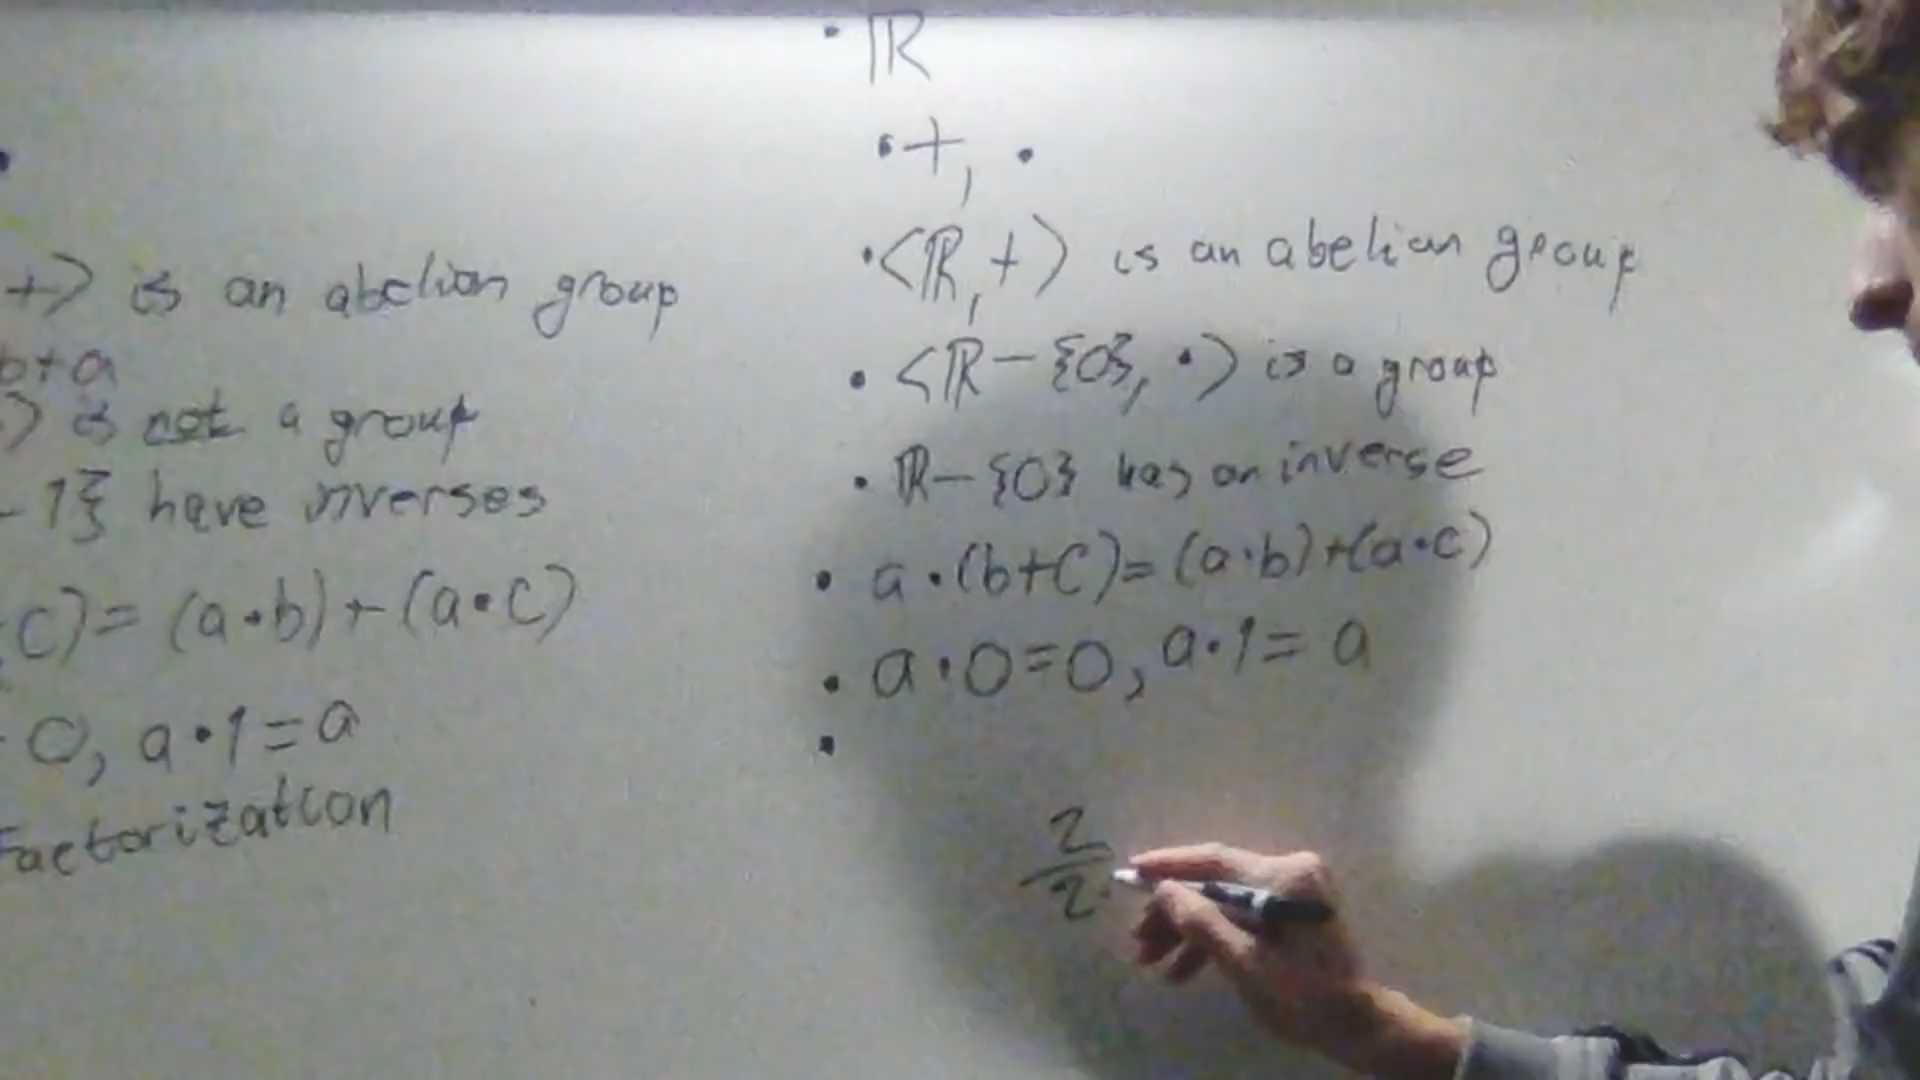 •
+> is an abelian group
b+a
•> is not a group
-1} have inverses
c)=(a•b)+(a•c)
0, a•1=a
Factorization
• ℝ
• +, •
• <ℝ, +> is an abelian group
• <ℝ-{0}, •> is a group
• ℝ-{0} has an inverse
• a•(b+c)=(a•b)+(a•c)
• a•0=0, a•1=a
•
2
2